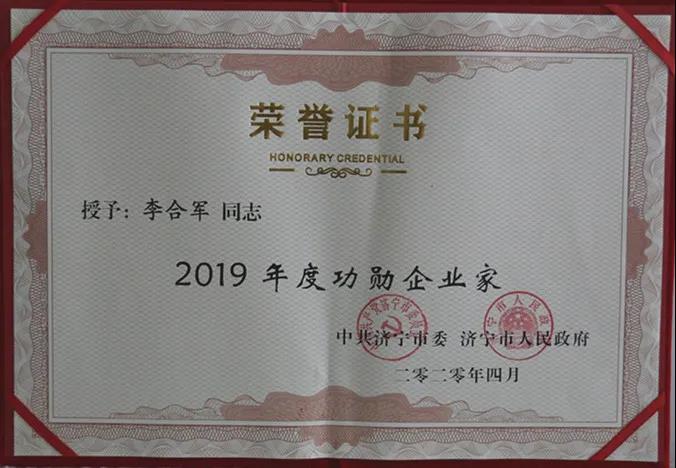 荣誉证书
HONORARY CREDENTIAL
授予：李合军 同志
2019 年度功勋企业家
中共济宁市委 济宁市人民政府
二〇二〇年四月